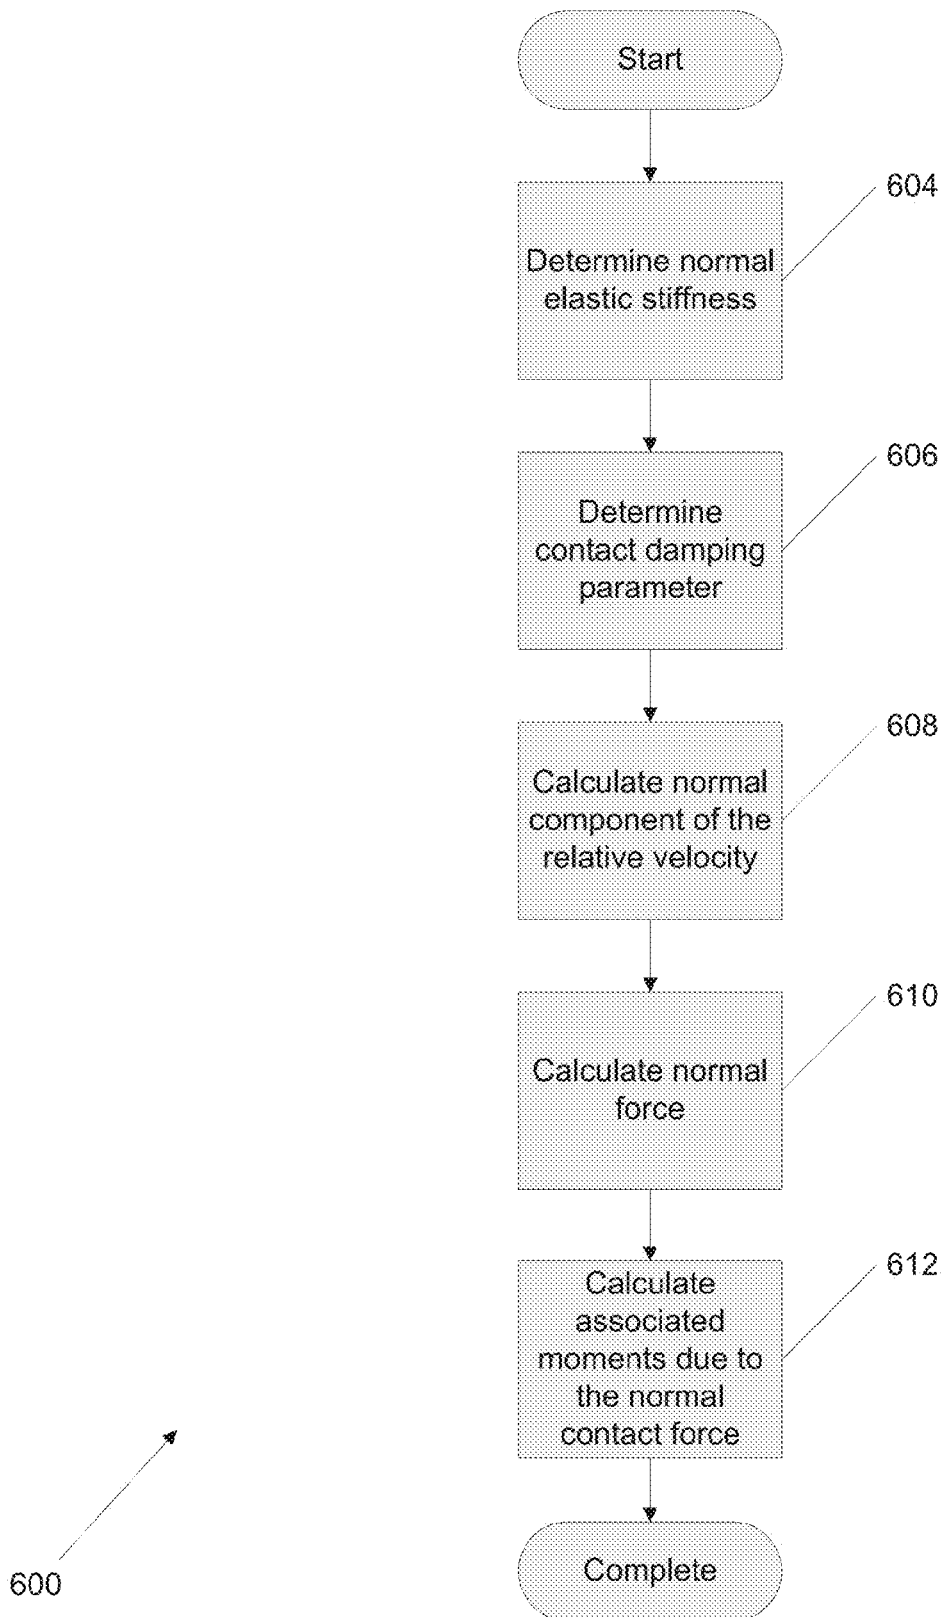 Start
604
Determine normal
elastic stiffness
606
Determine
contact damping
parameter
608
Calculate normal
component of the
relative velocity
610
Calculate normal
force
612
Calculate
associated
moments due to
the normal
contact force
Complete
600